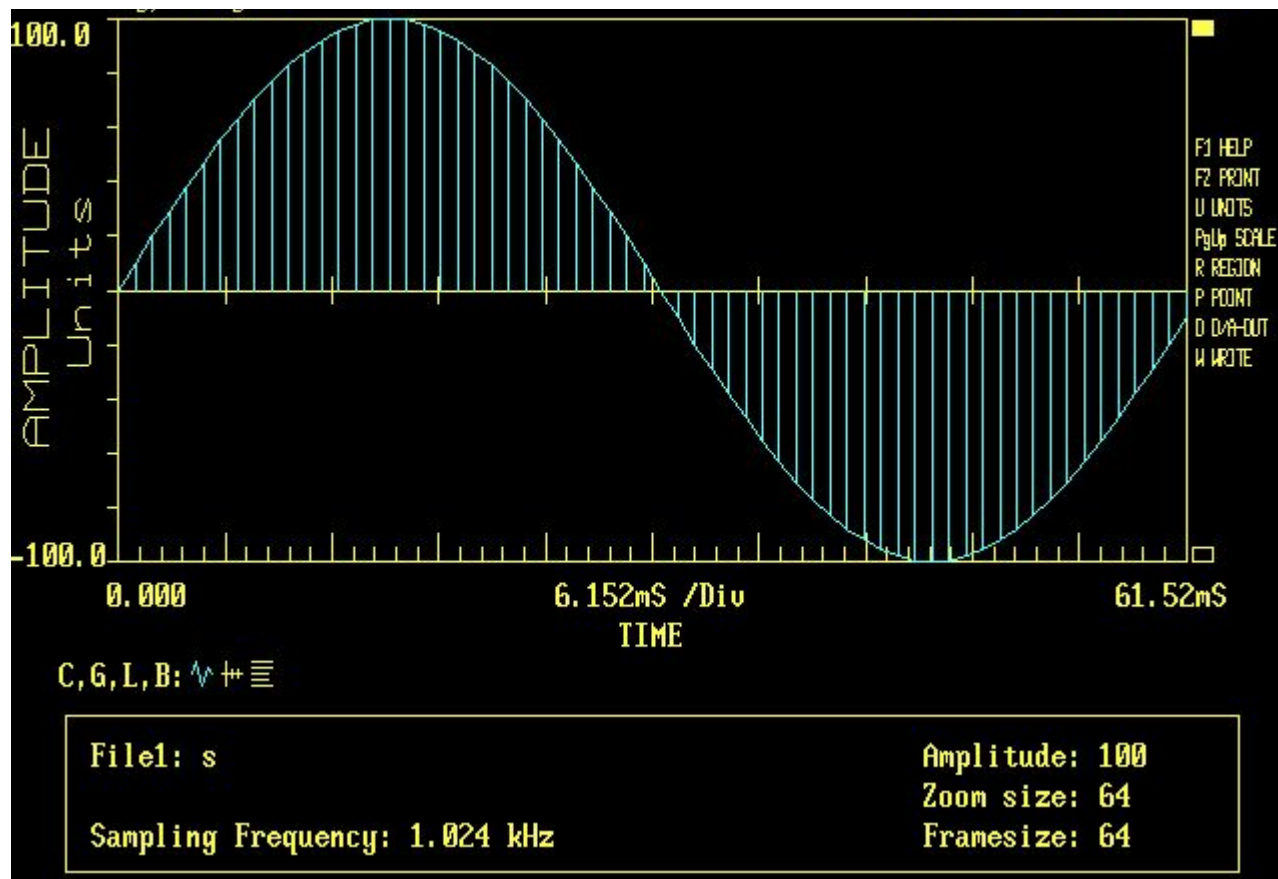 100.0
AMPLITUDE
Units
-100.0
F1 HELP
F2 PRINT
U UNITS
PgUp SCALE
R REGION
P POINT
D D/A-OUT
W WRITE
0.000 6.152mS /Div 61.52mS
TIME
C,G,L,B:
File1: s Amplitude: 100
Zoom size: 64
Sampling Frequency: 1.024 kHz Framesize: 64